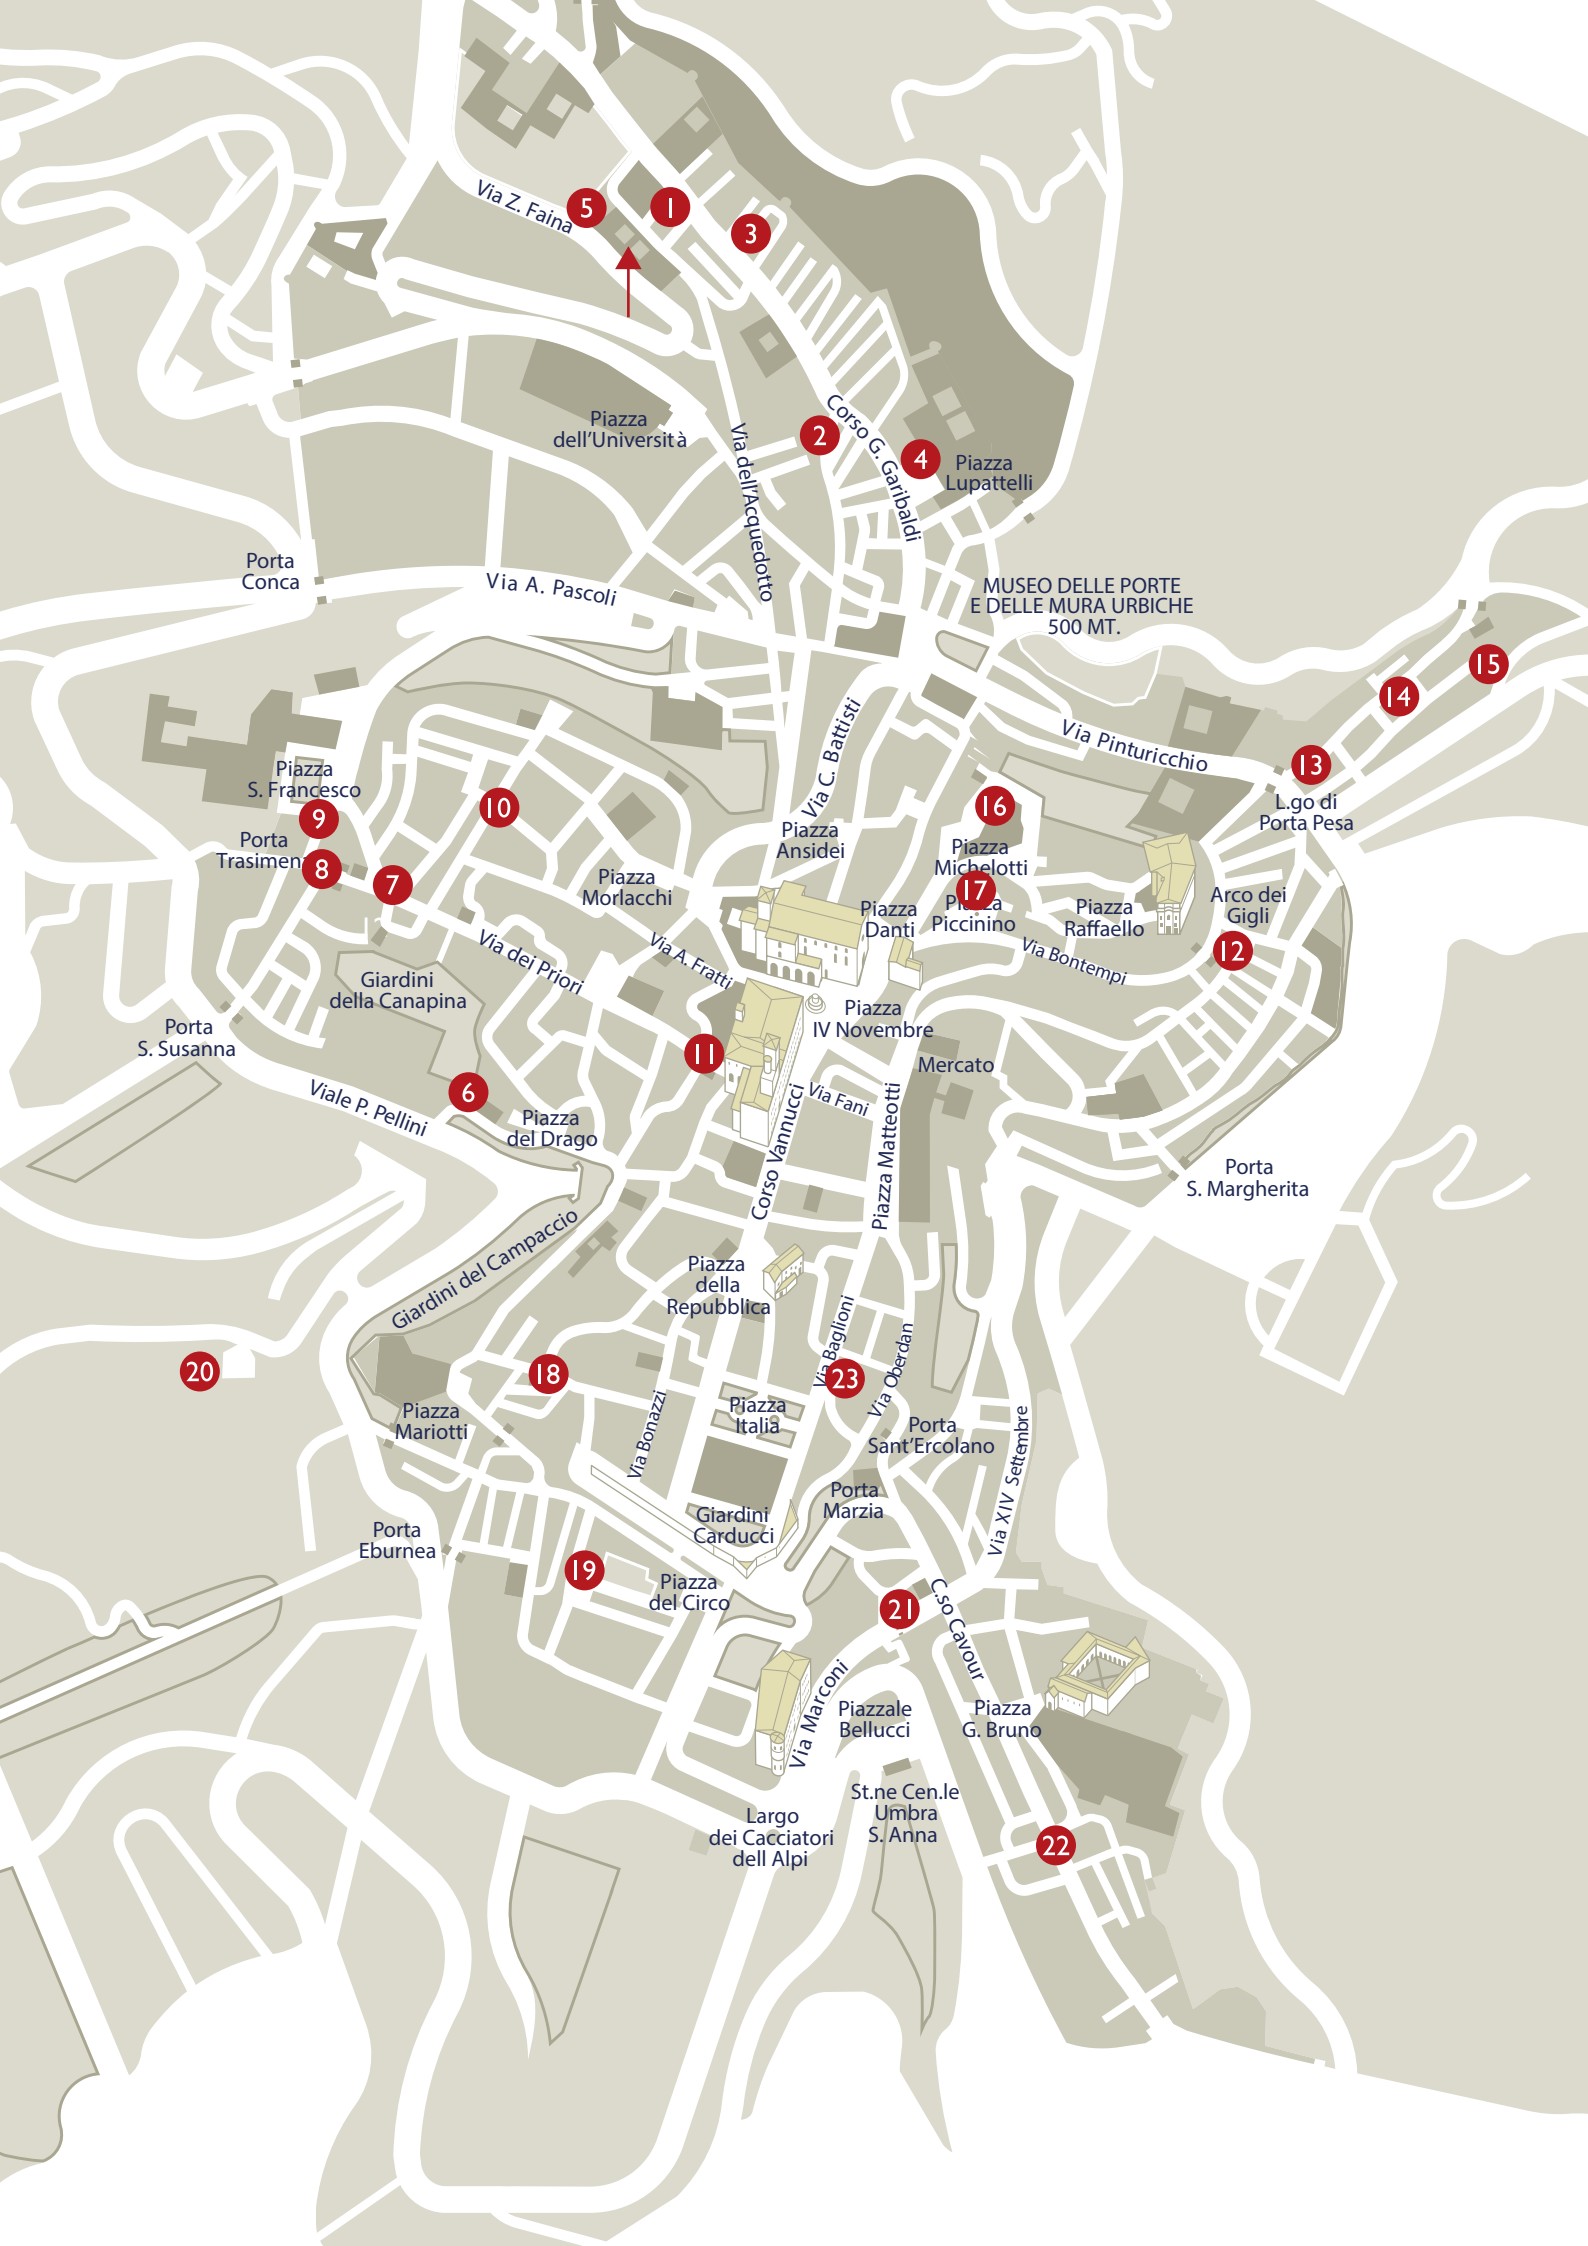 Via Z. Faina
5
1
3
Piazza
dell'Università
2
Corso G. Garibaldi
4
Piazza
Lupattelli
Via dell'Acquedotto
Porta
Conca
Via A. Pascoli
MUSEO DELLE PORTE
E DELLE MURA URBICHE
500 MT.
15
14
13
Via Pinturicchio
Via C. Battisti
L.go di
Porta Pesa
Piazza
S. Francesco
9
10
16
Porta
Trasimena
8
7
Piazza
Ansidei
Piazza
Michelotti
17
Piazza
Piccinino
Piazza
Morlacchi
Piazza
Danti
Piazza
Raffaello
Arco dei
Gigli
12
Via dei Priori
Via A. Fratti
Via Bontempi
Giardini
della Canapina
Piazza
IV Novembre
Porta
S. Susanna
11
Mercato
6
Viale P. Pellini
Piazza
del Drago
Via Fani
Corso Vannucci
Piazza Matteotti
Porta
S. Margherita
Giardini del Campaccio
Piazza
della
Repubblica
20
18
Via Baglioni
23
Via Oberdan
Piazza
Mariotti
Via Bonazzi
Piazza
Italia
Porta
Sant'Ercolano
Via XIV Settembre
Porta
Marzia
Giardini
Carducci
Porta
Eburnea
19
Piazza
del Circo
21
C.so Cavour
Via Marconi
Piazzale
Bellucci
Piazza
G. Bruno
St.ne Cen.le
Umbra
S. Anna
Largo
dei Cacciatori
dell Alpi
22